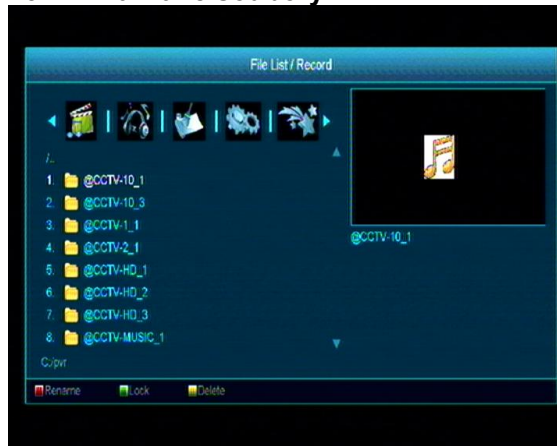 File List / Record
/..
1. @CCTV-10_1
2. @CCTV-10_3
3. @CCTV-1_1
4. @CCTV-2_1
5. @CCTV-HD_1
6. @CCTV-HD_2
7. @CCTV-HD_3
8. @CCTV-MUSIC_1
@CCTV-10_1
C:/pvr
Rename Lock Delete